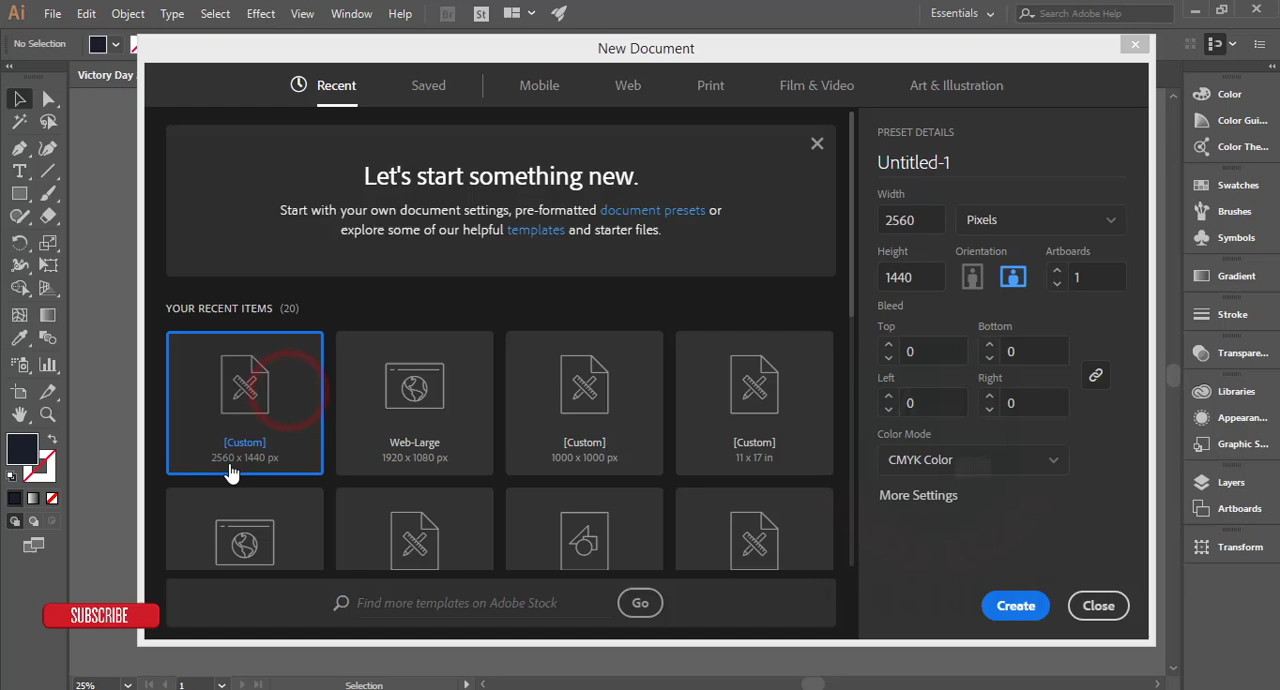 Ai File Edit Object Type Select Effect View Window Help Br St Essentials Search Adobe Help
No Selection
New Document
Victory Day
Recent Saved Mobile Web Print Film & Video Art & Illustration
Let's start something new.
Start with your own document settings, pre-formatted document presets or
explore some of our helpful templates and starter files.
YOUR RECENT ITEMS (20)
[Custom] Web-Large [Custom] [Custom]
2560 x 1440 px 1920 x 1080 px 1000 x 1000 px 11 x 17 in
Find more templates on Adobe Stock Go
PRESET DETAILS
Untitled-1
Width
2560 Pixels
Height Orientation Artboards
1440 1
Bleed
Top Bottom
0 0
Left Right
0 0
Color Mode
CMYK Color
More Settings
Create Close
Color
Color Gui...
Color The...
Swatches
Brushes
Symbols
Gradient
Stroke
Transpare...
Libraries
Appearan...
Graphic S...
Layers
Artboards
Transform
SUBSCRIBE
25% 1 Selection